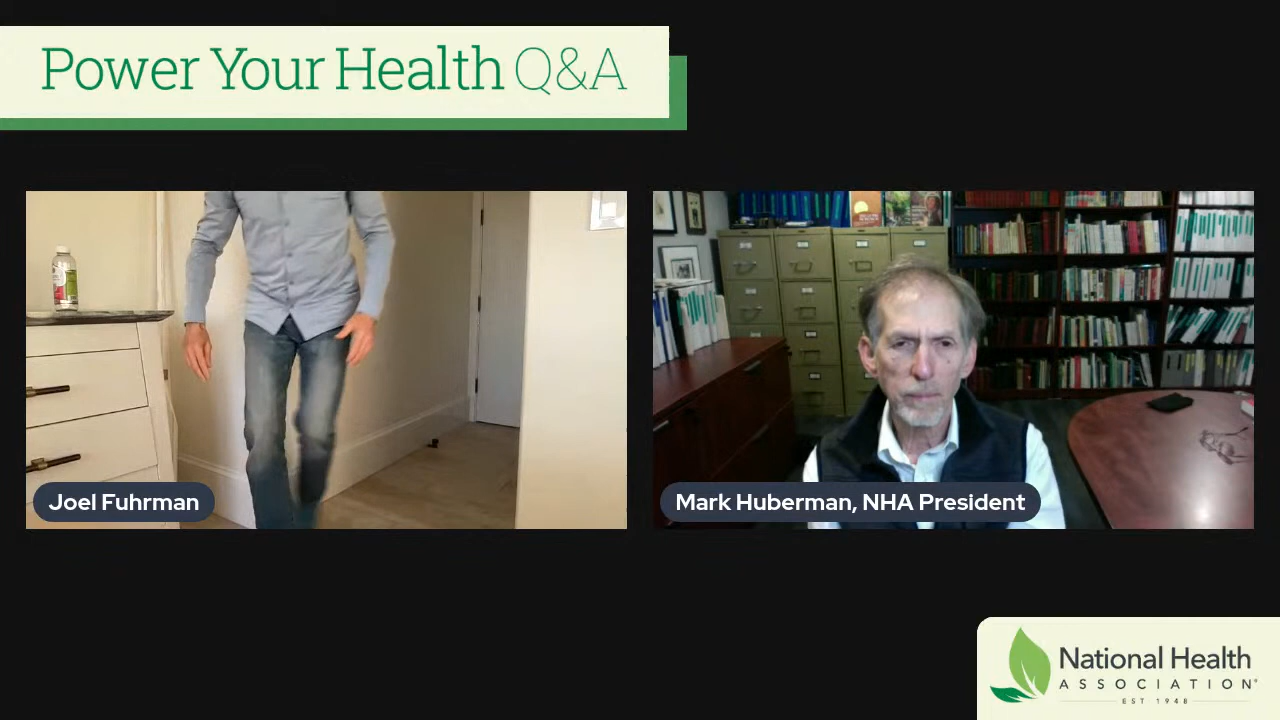 Power Your Health Q&A
Joel Fuhrman
Mark Huberman, NHA President
National Health
ASSOCIATION®
EST 1948